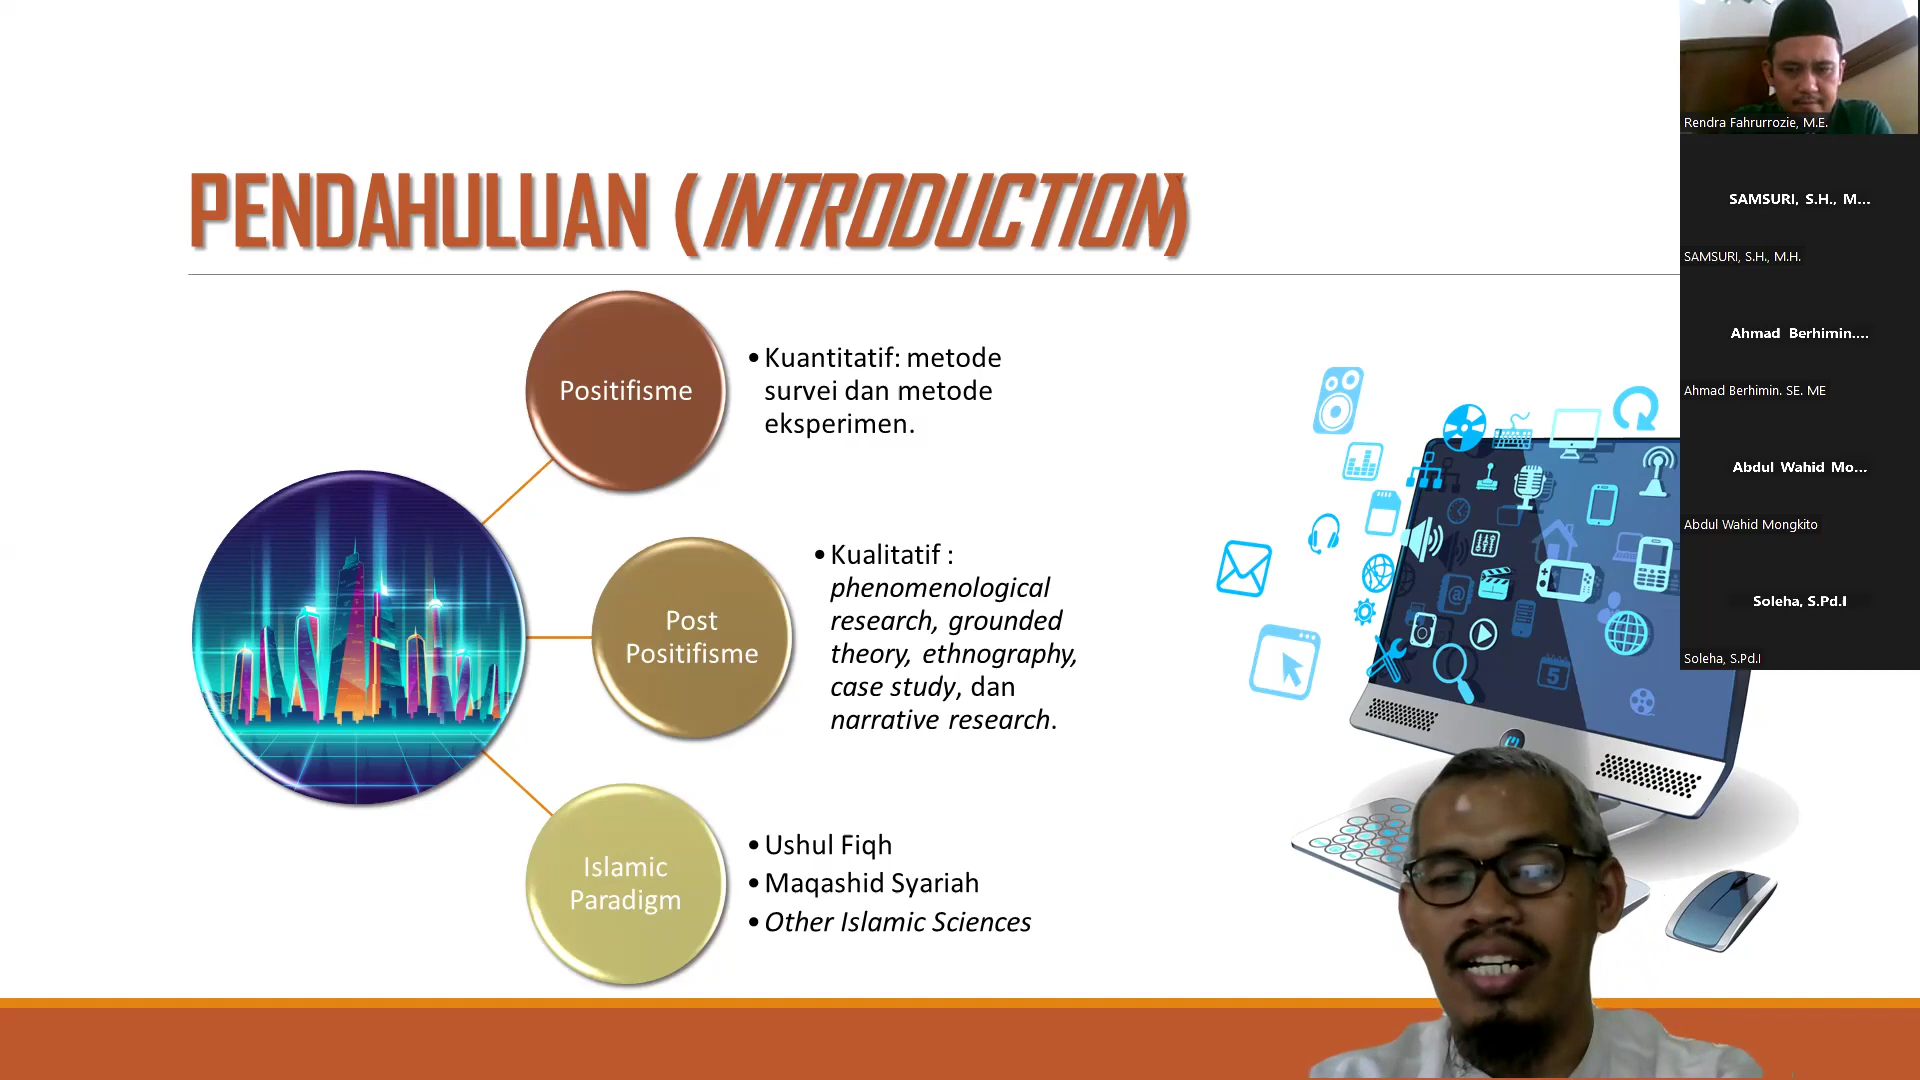 PENDAHULUAN (INTRODUCTION)
Positifisme
•Kuantitatif: metode
survei dan metode
eksperimen.
Post
Positifisme
•Kualitatif :
phenomenological
research, grounded
theory, ethnography,
case study, dan
narrative research.
Islamic
Paradigm
•Ushul Fiqh
•Maqashid Syariah
•Other Islamic Sciences
5
Rendra Fahrurrozie, M.E.
SAMSURI, S.H., M...
SAMSURI, S.H., M.H.
Ahmad Berhimin....
Ahmad Berhimin. SE. ME
Abdul Wahid Mo...
Abdul Wahid Mongkito
Soleha, S.Pd.I
Soleha, S.Pd.I